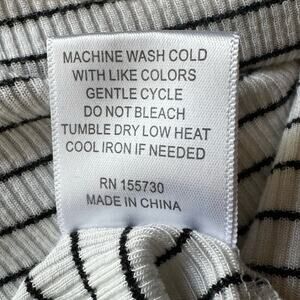 MACHINE WASH COLD
WITH LIKE COLORS
GENTLE CYCLE
DO NOT BLEACH
TUMBLE DRY LOW HEAT
COOL IRON IF NEEDED
RN 155730
MADE IN CHINA